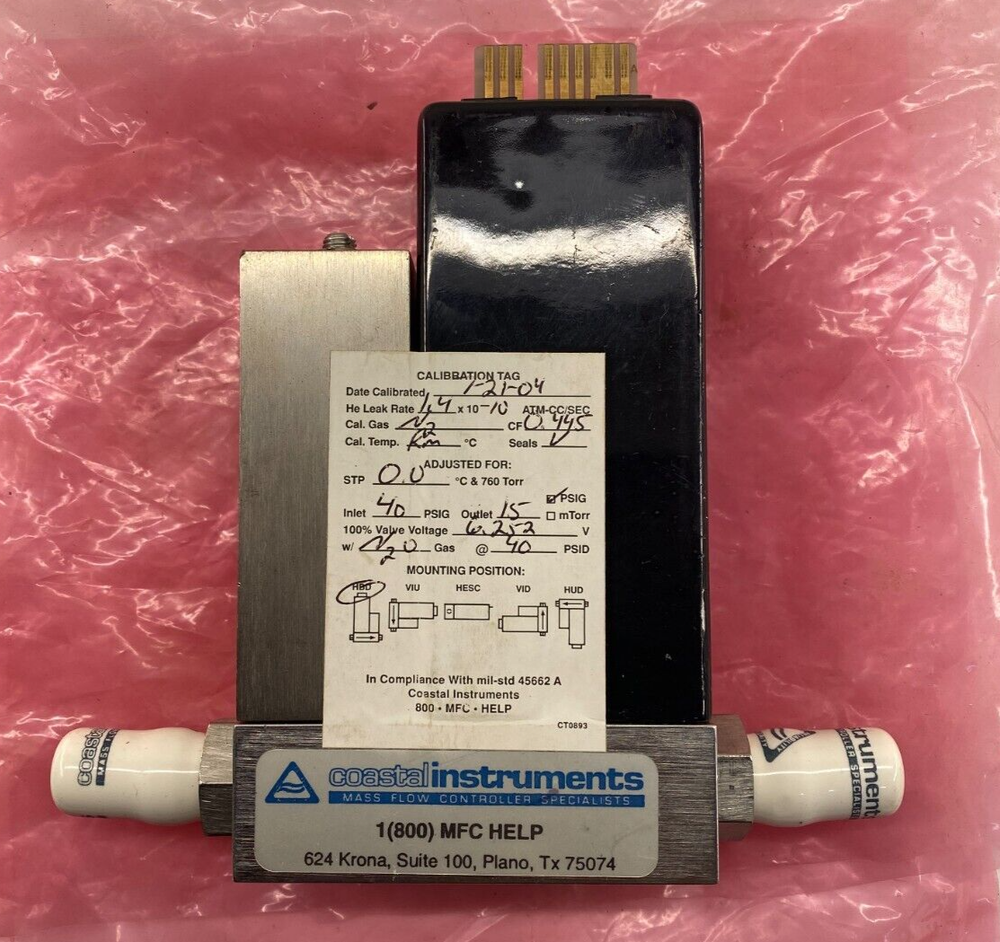 A
CALIBRATION TAG
Date Calibrated 1-21-04
He Leak Rate 1.4 x 10 -10 ATM-CC/SEC
Cal. Gas N2 CF 0.445
Cal. Temp. Rm °C Seals V
ADJUSTED FOR:
STP 0.0 °C & 760 Torr
☑ PSIG
Inlet 40 PSIG Outlet 15 ☐ mTorr
100% Valve Voltage 6.252 V
w/ N2O Gas @ 40 PSID
MOUNTING POSITION:
HBD VIU HESC VID HUD
In Compliance With mil-std 45662 A
Coastal Instruments
800 • MFC • HELP
CT0893
coastal
MASS FLOW
coastalinstruments
MASS FLOW CONTROLLER SPECIALISTS
1(800) MFC HELP
624 Krona, Suite 100, Plano, Tx 75074